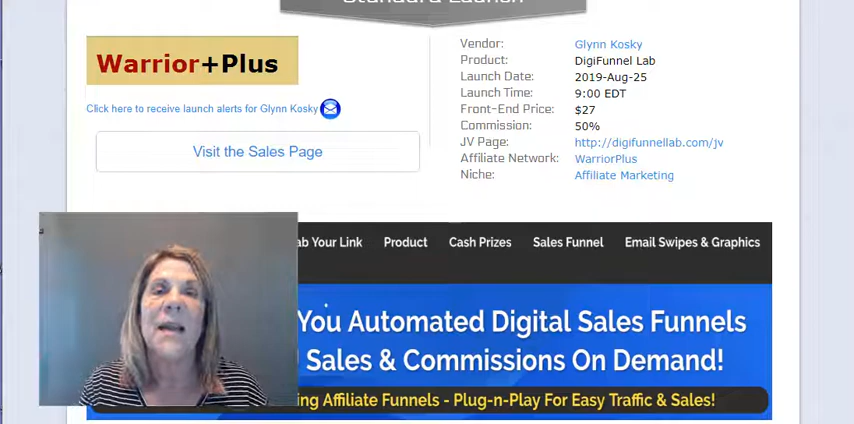 Standard Launch
Warrior+Plus
Click here to receive launch alerts for Glynn Kosky
Visit the Sales Page
Vendor: Glynn Kosky
Product: DigiFunnel Lab
Launch Date: 2019-Aug-25
Launch Time: 9:00 EDT
Front-End Price: $27
Commission: 50%
JV Page: http://digifunnellab.com/jv
Affiliate Network: WarriorPlus
Niche: Affiliate Marketing
Your Link Product Cash Prizes Sales Funnel Email Swipes & Graphics
You Automated Digital Sales Funnels
Sales & Commissions On Demand!
Affiliate Funnels - Plug-n-Play For Easy Traffic & Sales!